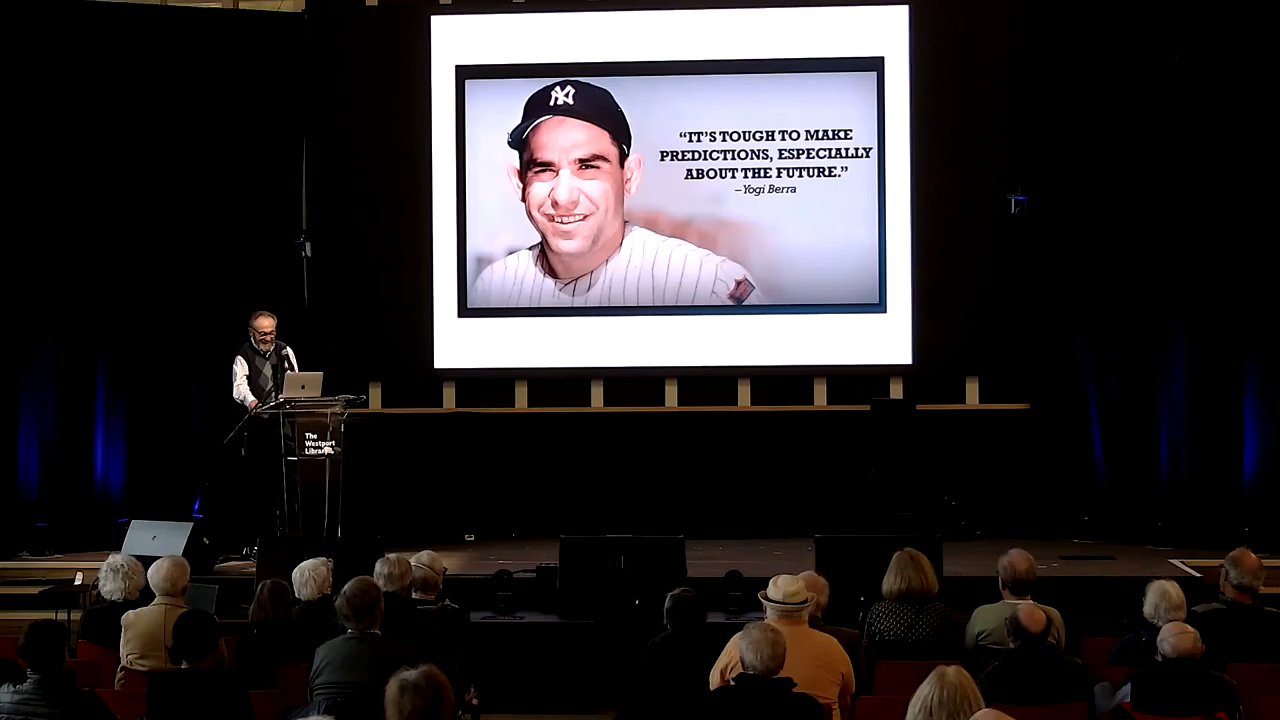 NY
“IT’S TOUGH TO MAKE
PREDICTIONS, ESPECIALLY
ABOUT THE FUTURE.”
–Yogi Berra
The
Westport
Library